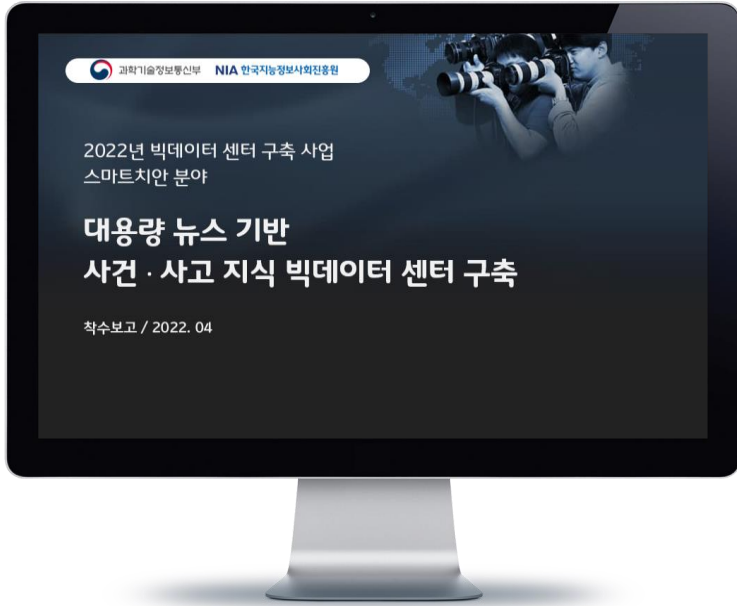 과학기술정보통신부 NIA 한국지능정보사회진흥원
2022년 빅데이터 센터 구축 사업
스마트치안 분야
대용량 뉴스 기반
사건 · 사고 지식 빅데이터 센터 구축
착수보고 / 2022. 04